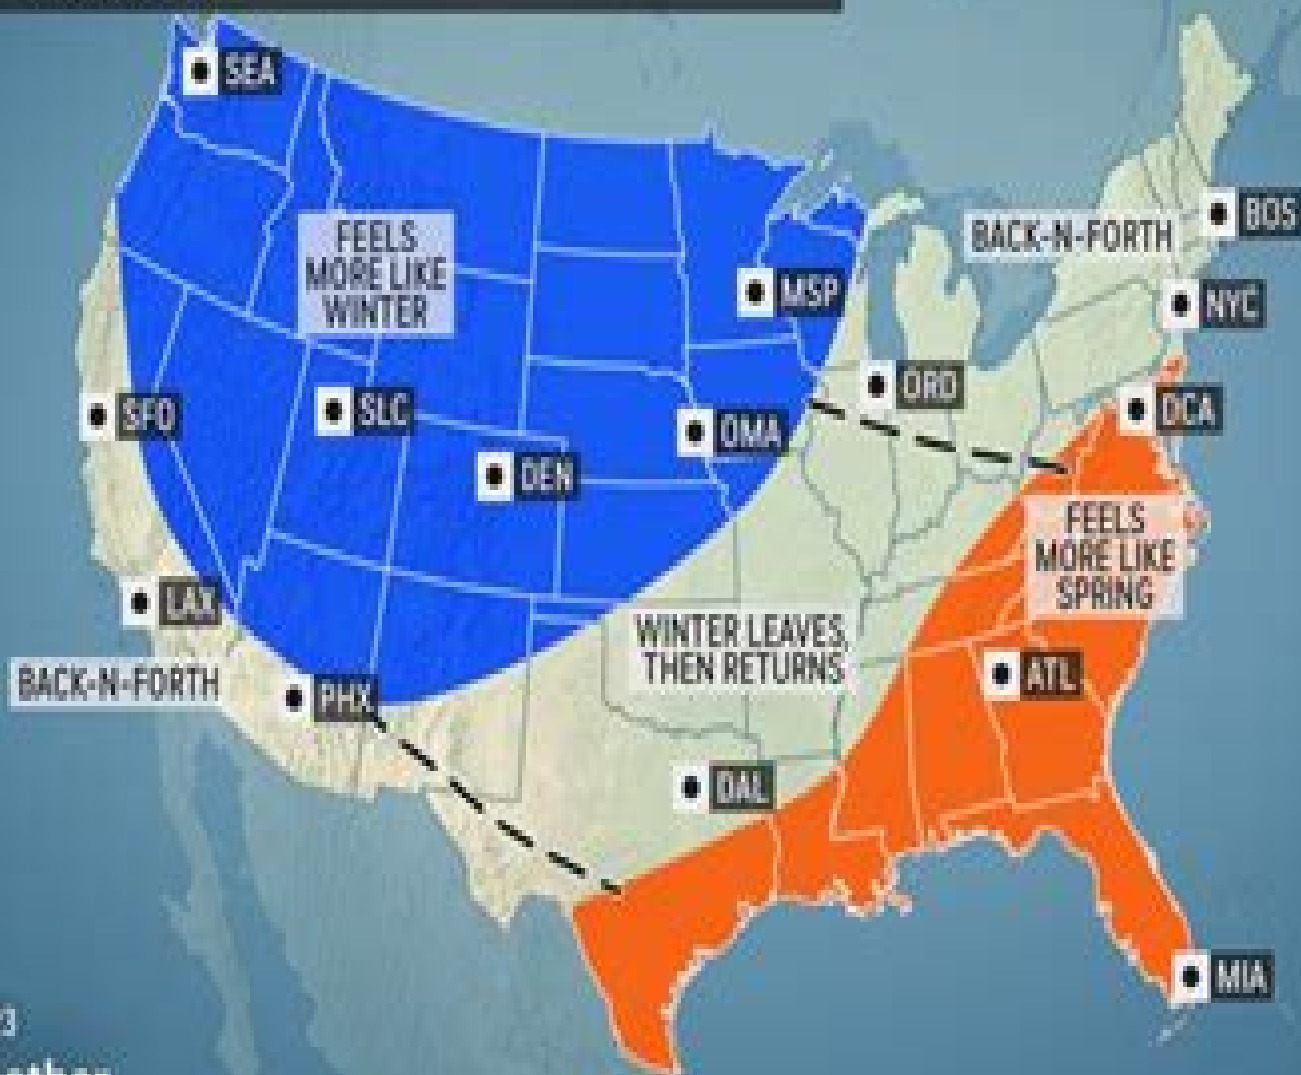 SEA
FEELS
MORE LIKE
WINTER
BACK-N-FORTH
BOS
MSP
NYC
ORD
SFO
SLC
DCA
OMA
DEN
FEELS
MORE LIKE
SPRING
LAX
WINTER LEAVES,
THEN RETURNS
BACK-N-FORTH
PHX
ATL
DAL
MIA